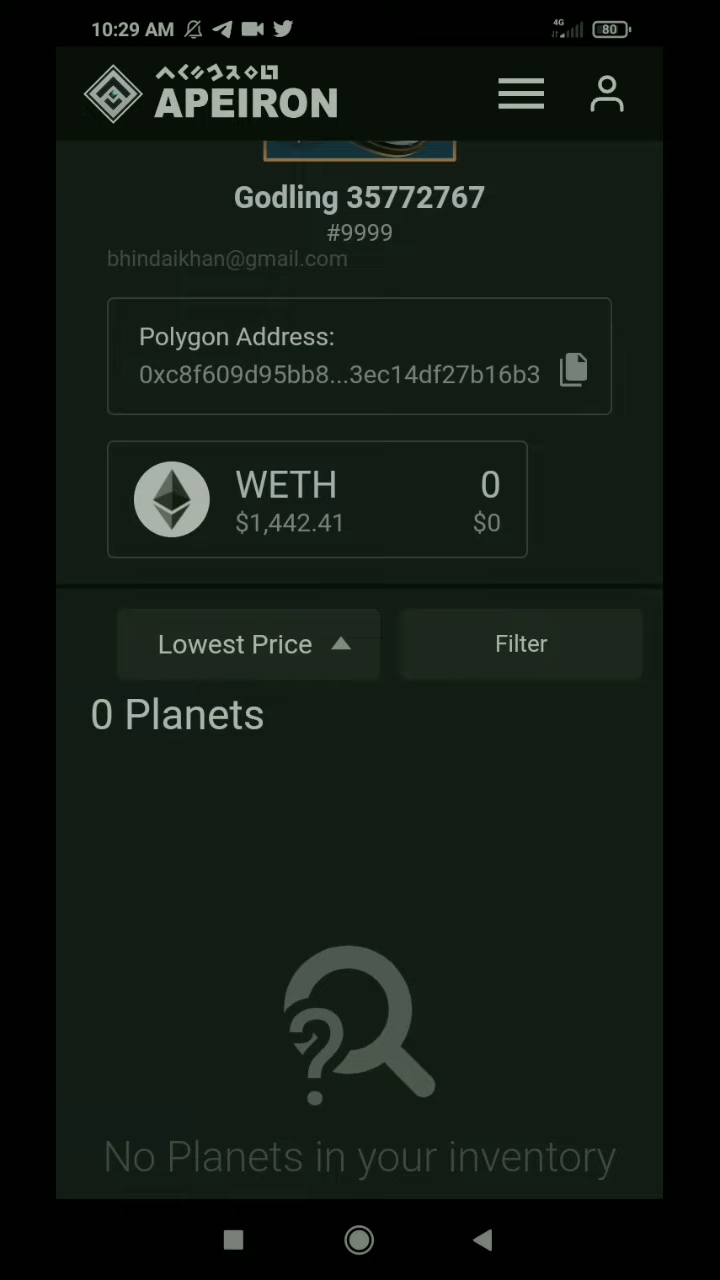 10:29 AM 4G 80
APEIRON
Godling 35772767
#9999
bhindaikhan@gmail.com
Polygon Address:
0xc8f609d95bb8...3ec14df27b16b3
WETH 0
$1,442.41 $0
Lowest Price Filter
0 Planets
No Planets in your inventory